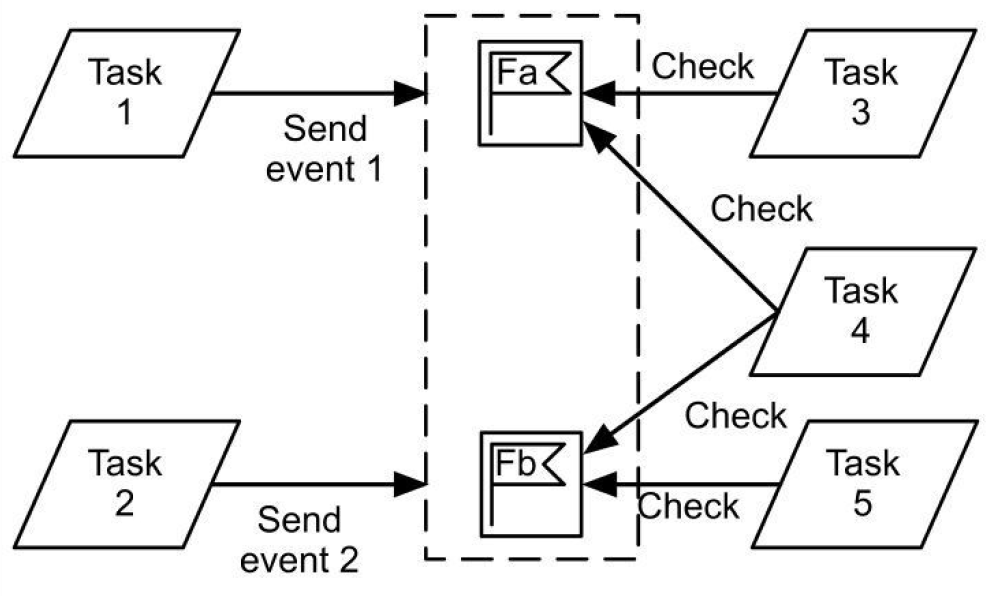 Task
1
Send
event 1
Fa
Check
Task
3
Check
Task
4
Check
Task
2
Send
event 2
Fb
Check
Task
5